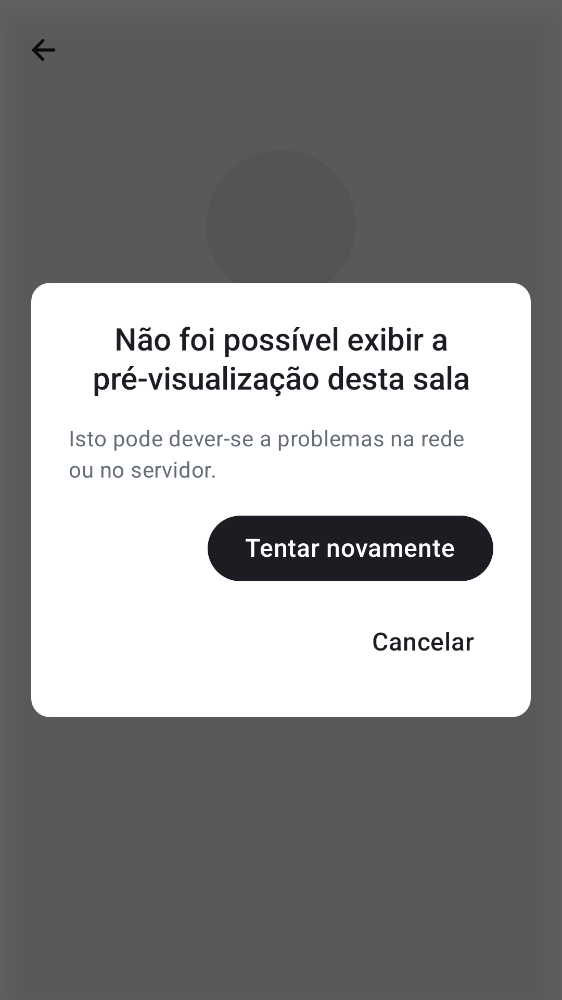 Não foi possível exibir a
pré-visualização desta sala
Isto pode dever-se a problemas na rede
ou no servidor.
Tentar novamente
Cancelar